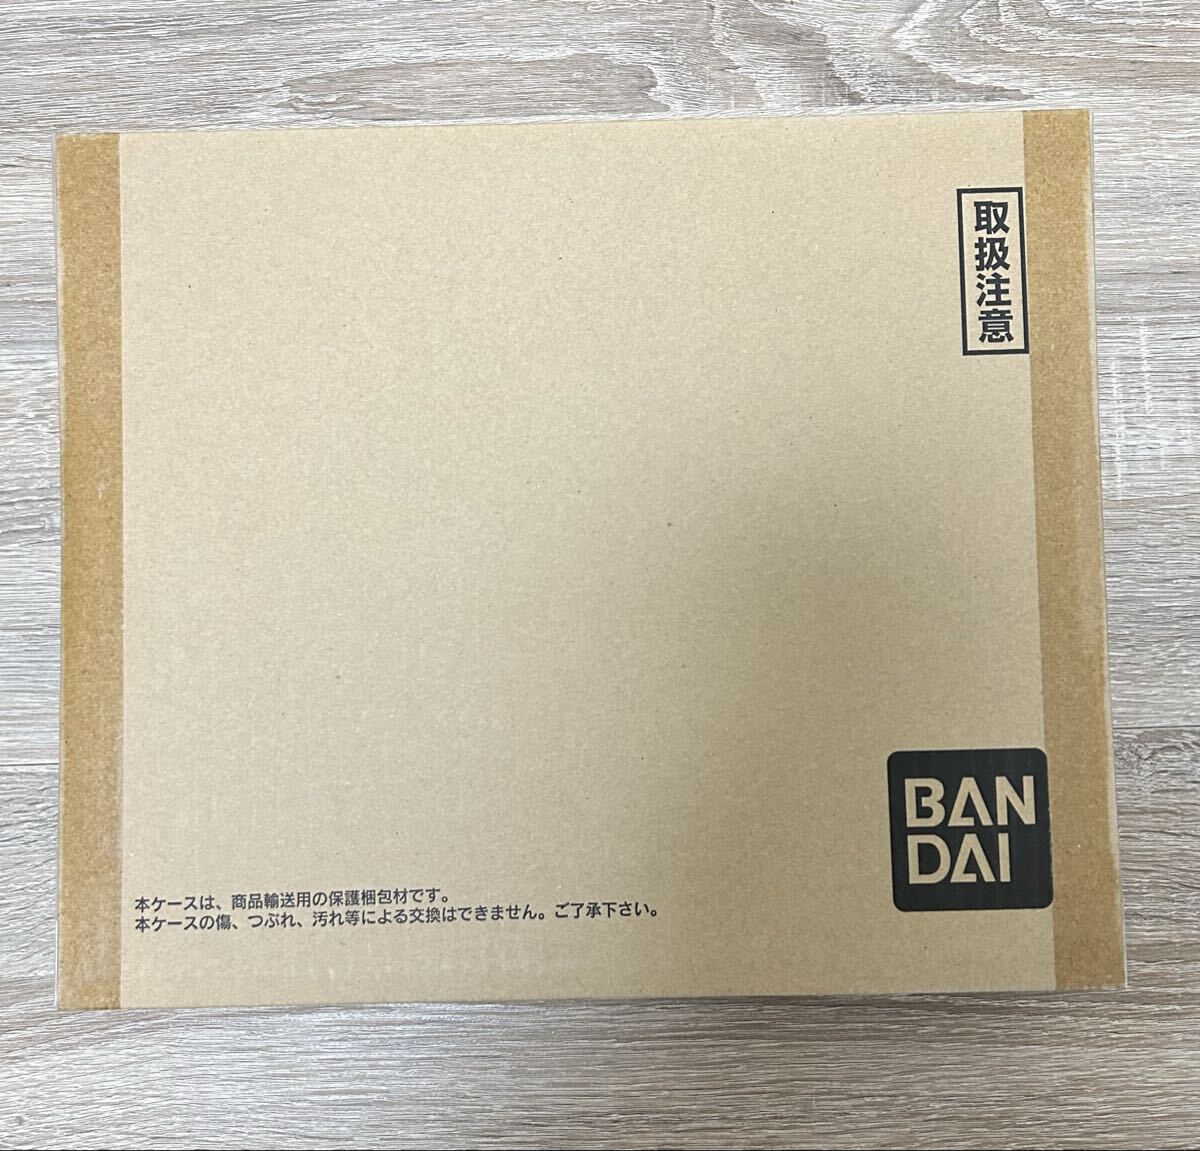 取扱注意
BAN
DAI
本ケースは、商品輸送用の保護梱包材です。
本ケースの傷、つぶれ、汚れ等による交換はできません。ご了承下さい。